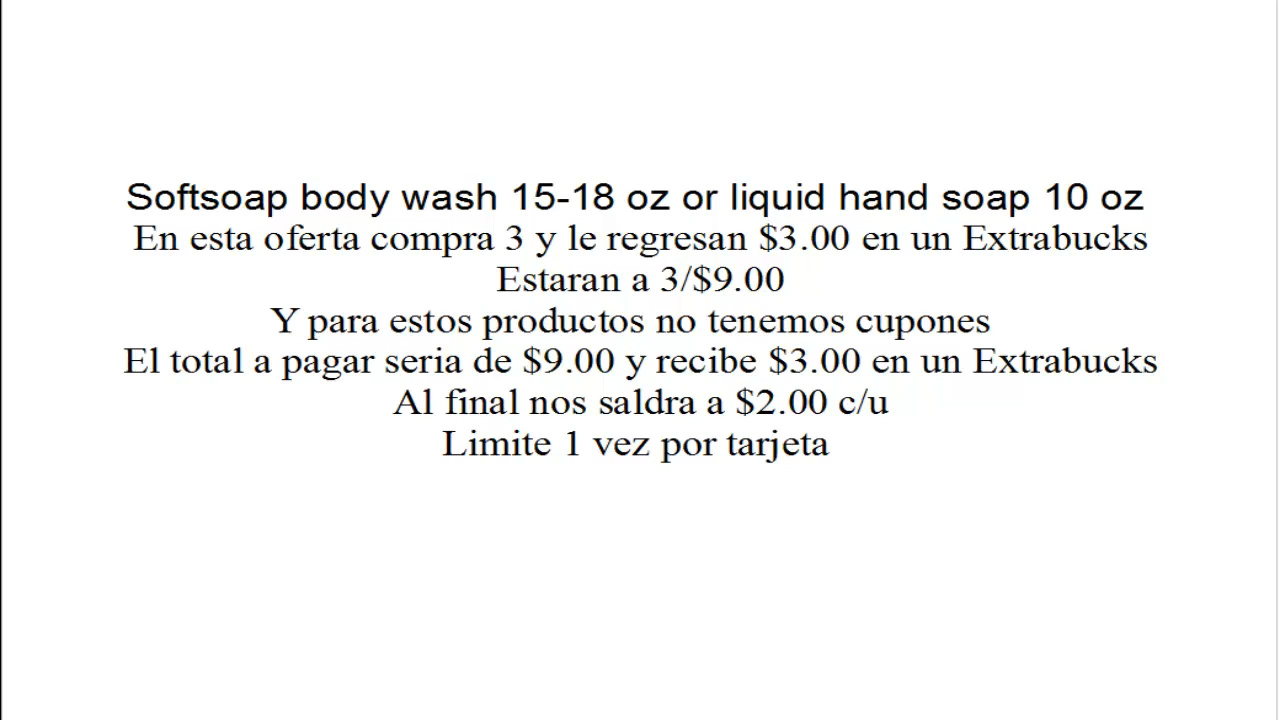 Softsoap body wash 15-18 oz or liquid hand soap 10 oz
En esta oferta compra 3 y le regresan $3.00 en un Extrabucks
Estaran a 3/$9.00
Y para estos productos no tenemos cupones
El total a pagar seria de $9.00 y recibe $3.00 en un Extrabucks
Al final nos saldra a $2.00 c/u
Limite 1 vez por tarjeta